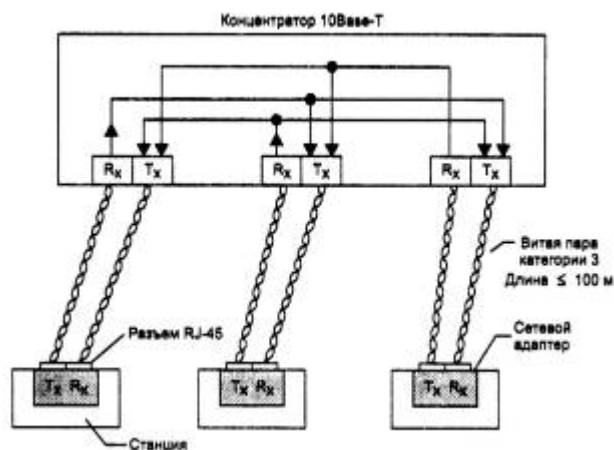 Концентратор 10Base-T
Rx Tx Rx Tx Rx Tx
Витая пара
категории 3
Длина ≤ 100 м
Разъем RJ-45
Сетевой
адаптер
Tx Rx Tx Rx Tx Rx
Станция